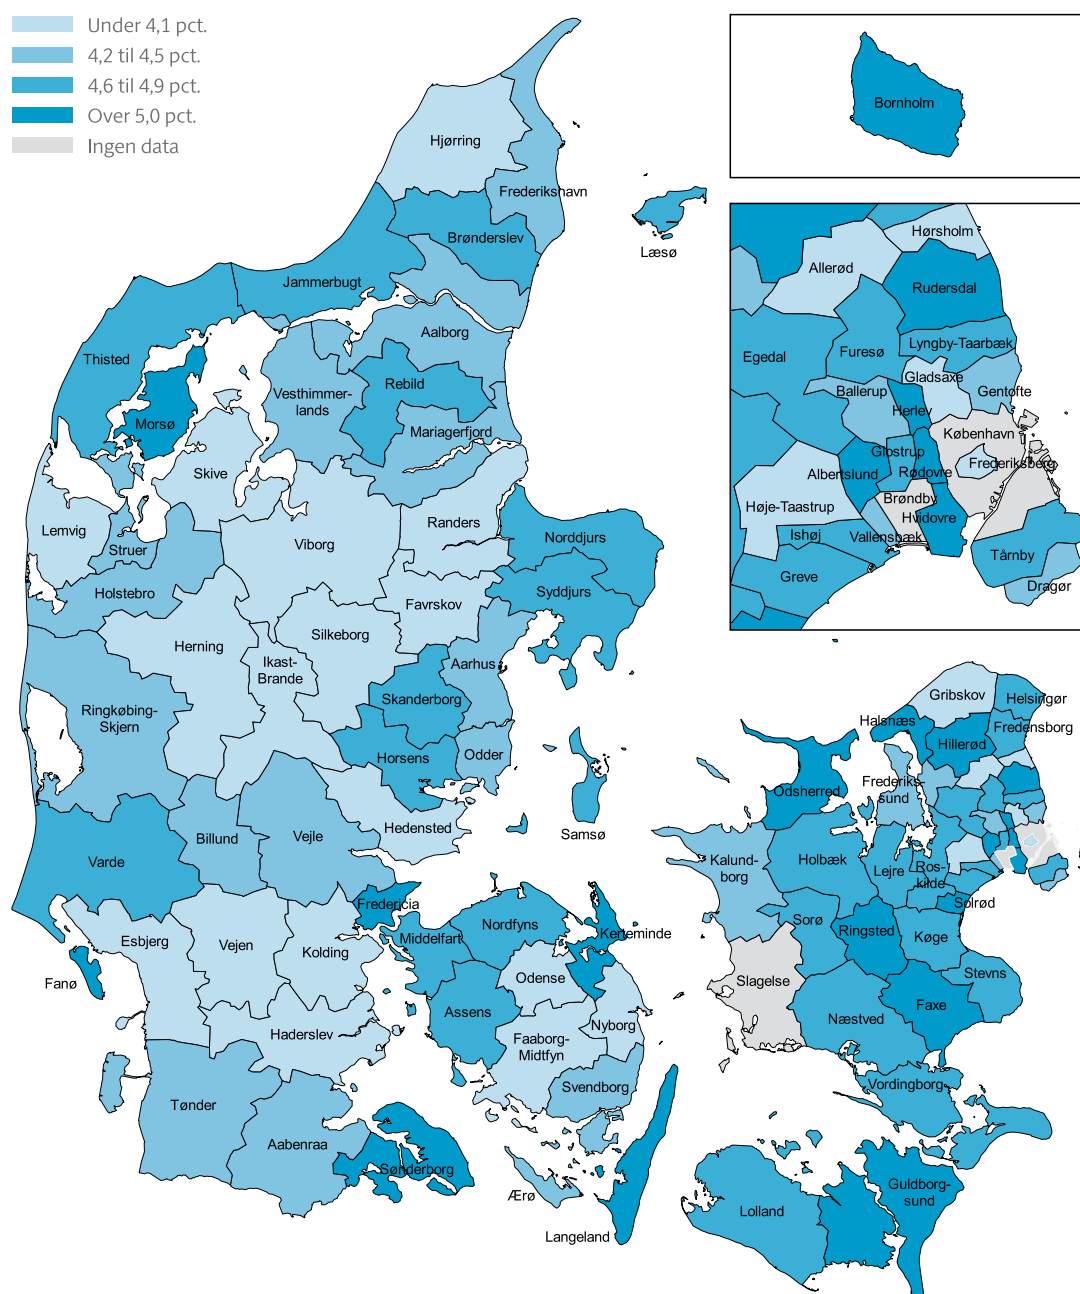 Under 4,1 pct.
4,2 til 4,5 pct.
4,6 til 4,9 pct.
Over 5,0 pct.
Ingen data
Bornholm
Hjørring
Frederikshavn
Brønderslev
Læsø
Jammerbugt
Aalborg
Thisted
Rebild
Vesthimmer-
lands
Morsø
Mariagerfjord
Skive
Lemvig
Randers
Viborg
Struer
Norddjurs
Holstebro
Syddjurs
Favrskov
Silkeborg
Herning
Ikast-
Brande
Aarhus
Skanderborg
Ringkøbing-
Skjern
Horsens
Odder
Hedensted
Samsø
Billund
Vejle
Varde
Fredericia
Esbjerg
Vejen
Kolding
Middelfart
Nordfyns
Kerteminde
Fanø
Odense
Assens
Nyborg
Haderslev
Faaborg-
Midtfyn
Svendborg
Tønder
Aabenraa
Sønderborg
Ærø
Langeland
Hørsholm
Allerød
Rudersdal
Lyngby-Taarbæk
Egedal
Furesø
Gladsaxe
Ballerup
Gentofte
Herlev
København
Glostrup
Frederiksberg
Albertslund
Rødovre
Brøndby
Høje-Taastrup
Hvidovre
Ishøj
Vallensbæk
Tårnby
Greve
Dragør
Gribskov
Helsingør
Halsnæs
Fredensborg
Hillerød
Frederiks-
sund
Odsherred
Kalund-
borg
Holbæk
Lejre
Ros-
kilde
Solrød
Sorø
Ringsted
Køge
Stevns
Slagelse
Næstved
Faxe
Vordingborg
Guldborg-
sund
Lolland